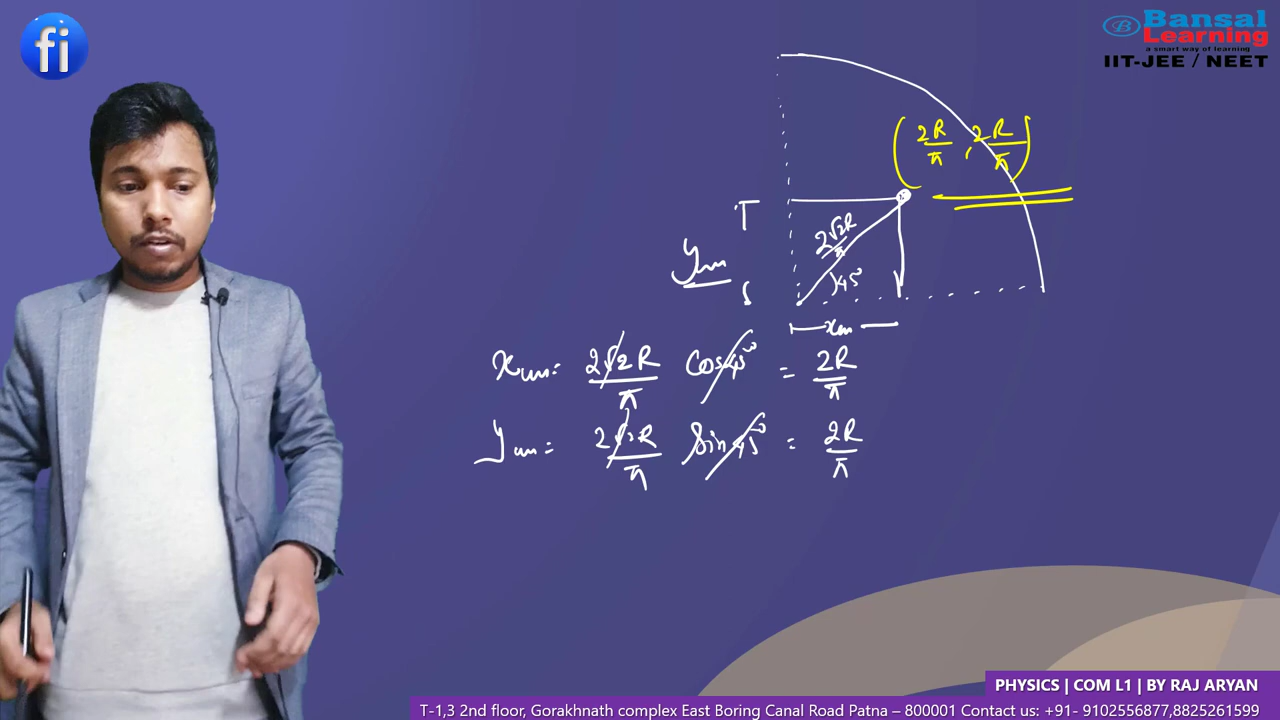 fi
B Bansal
Learning
a smart way of learning
IIT-JEE / NEET
(2R/π , 2R/π)
2√2R/π
45°
y_cm
x_cm
x_cm = 2√2R/π cos45° = 2R/π
y_cm = 2√2R/π Sin45° = 2R/π
PHYSICS | COM L1 | BY RAJ ARYAN
T-1,3 2nd floor, Gorakhnath complex East Boring Canal Road Patna – 800001 Contact us: +91- 9102556877,8825261599